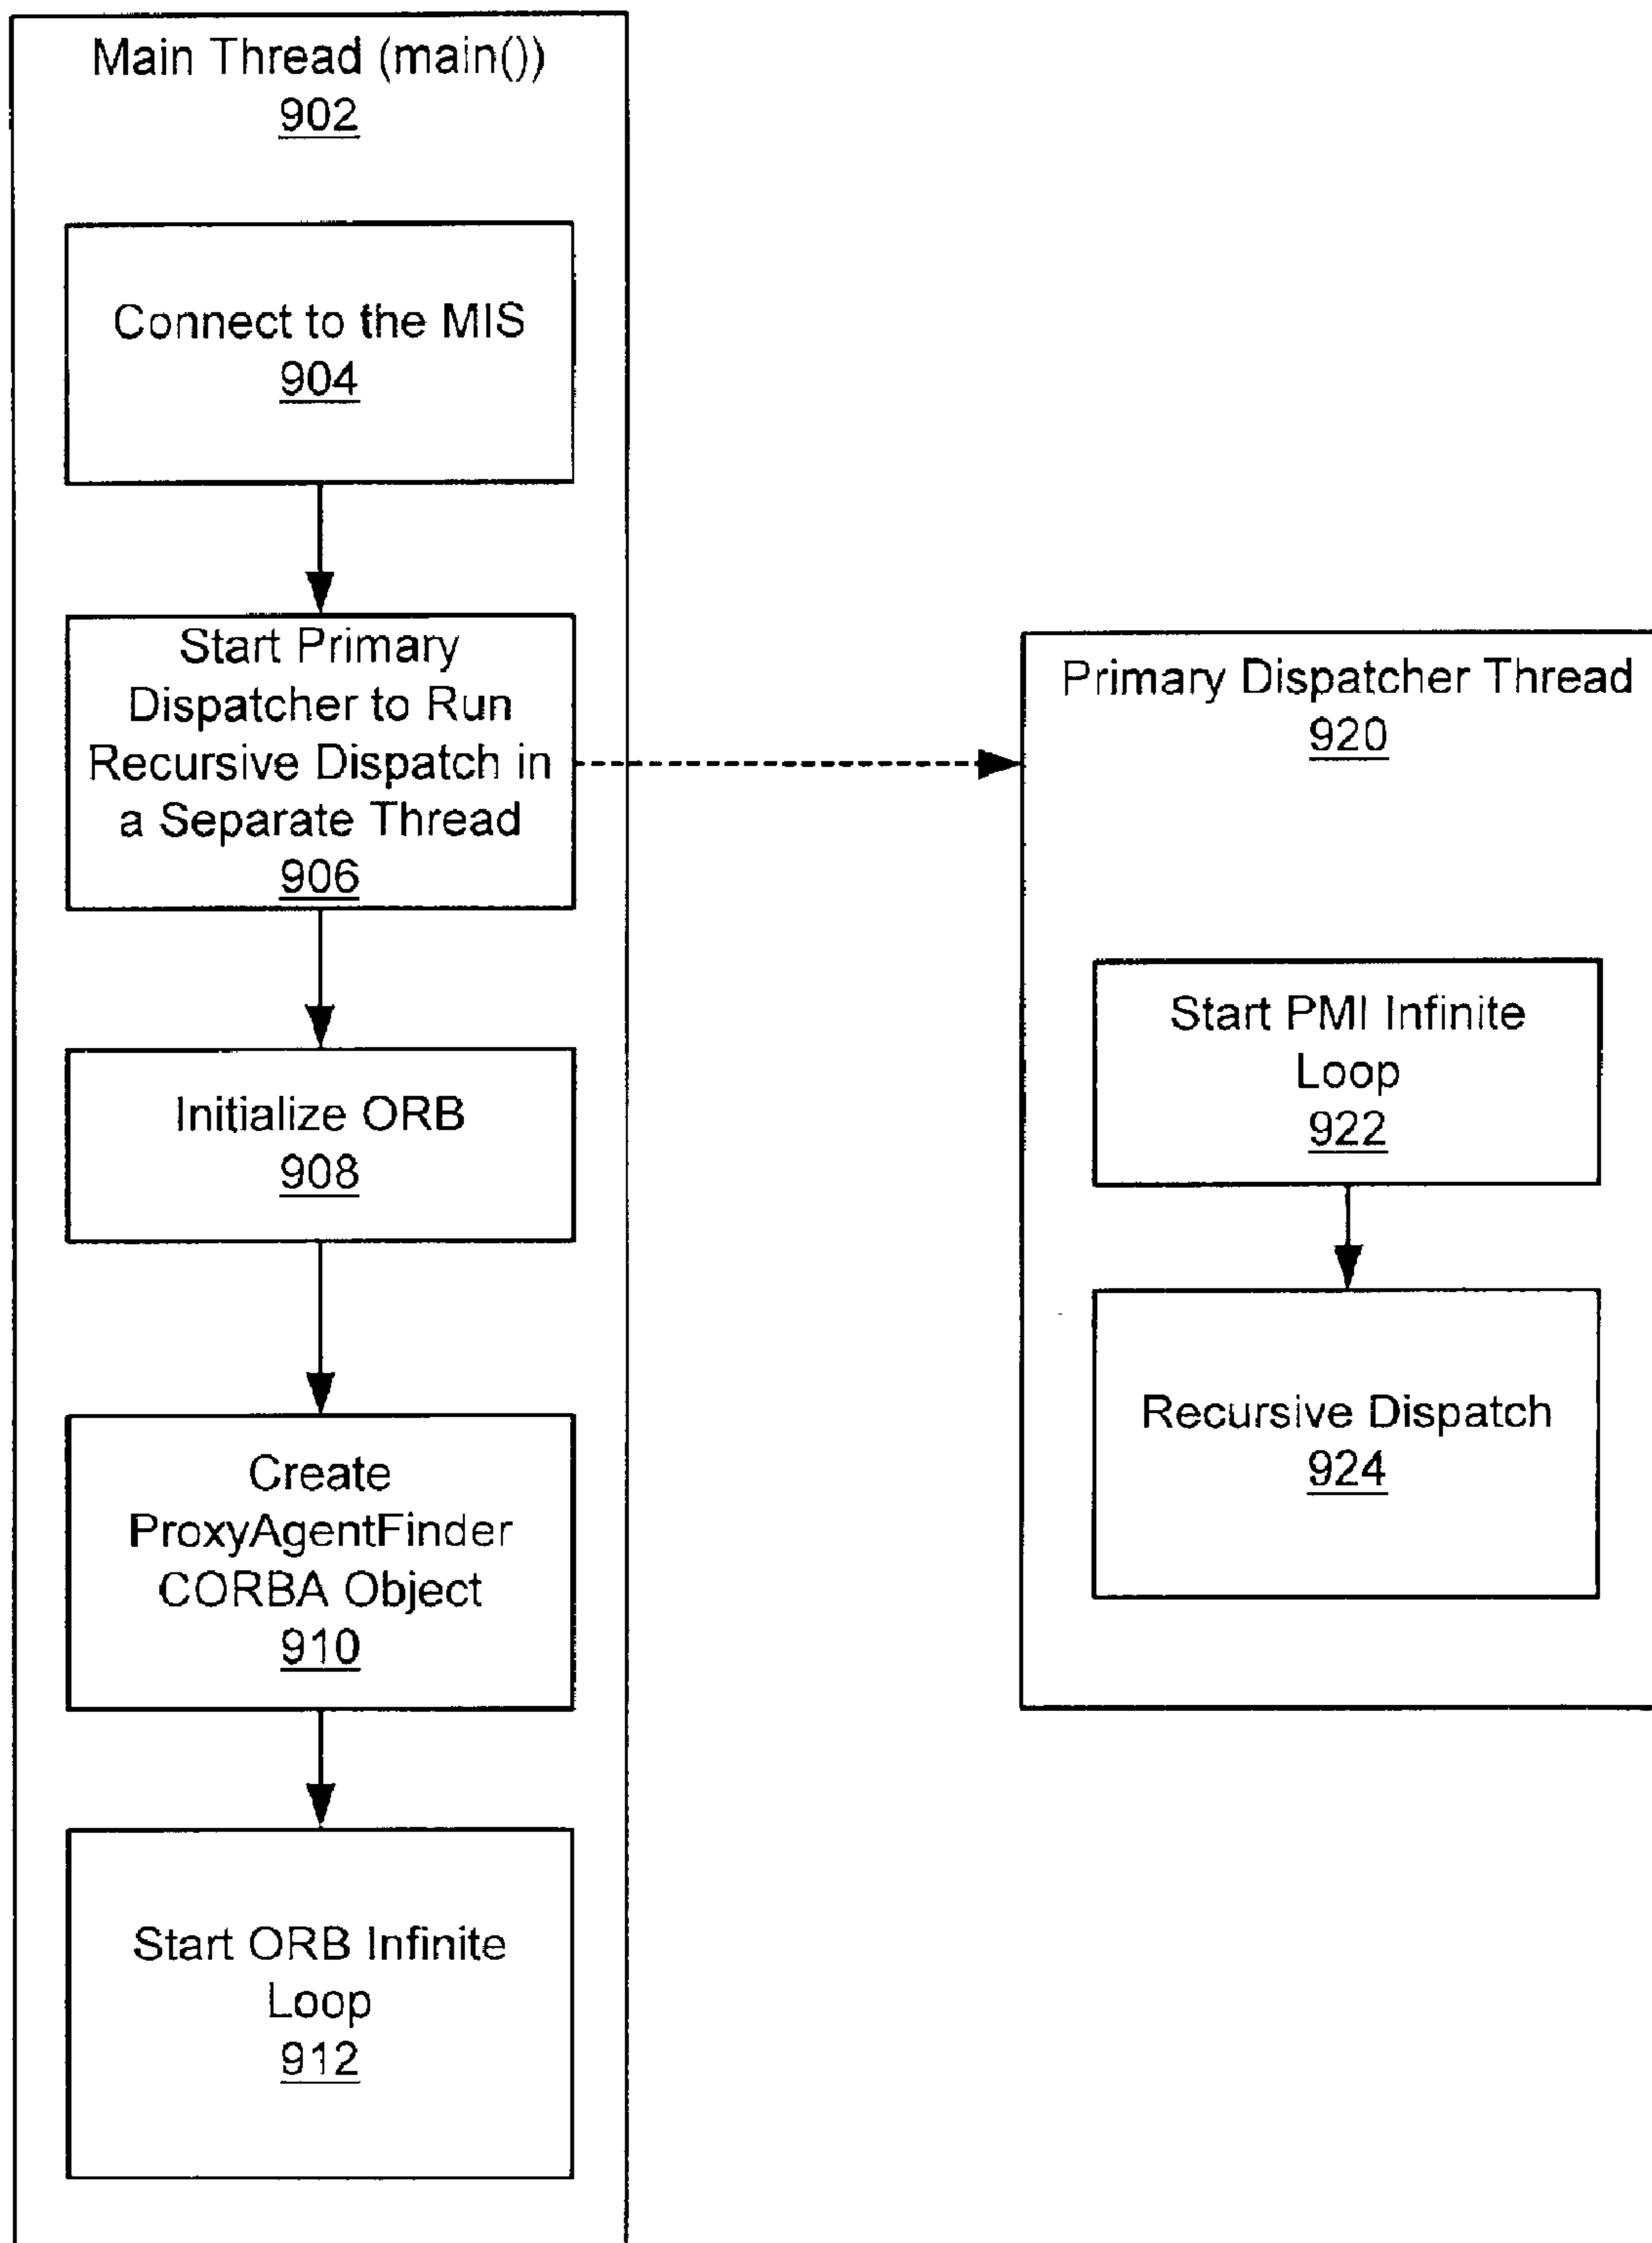 Main Thread (main())
902
Connect to the MIS
904
Start Primary
Dispatcher to Run
Recursive Dispatch in
a Separate Thread
906
Initialize ORB
908
Create
ProxyAgentFinder
CORBA Object
910
Start ORB Infinite
Loop
912
Primary Dispatcher Thread
920
Start PMI Infinite
Loop
922
Recursive Dispatch
924